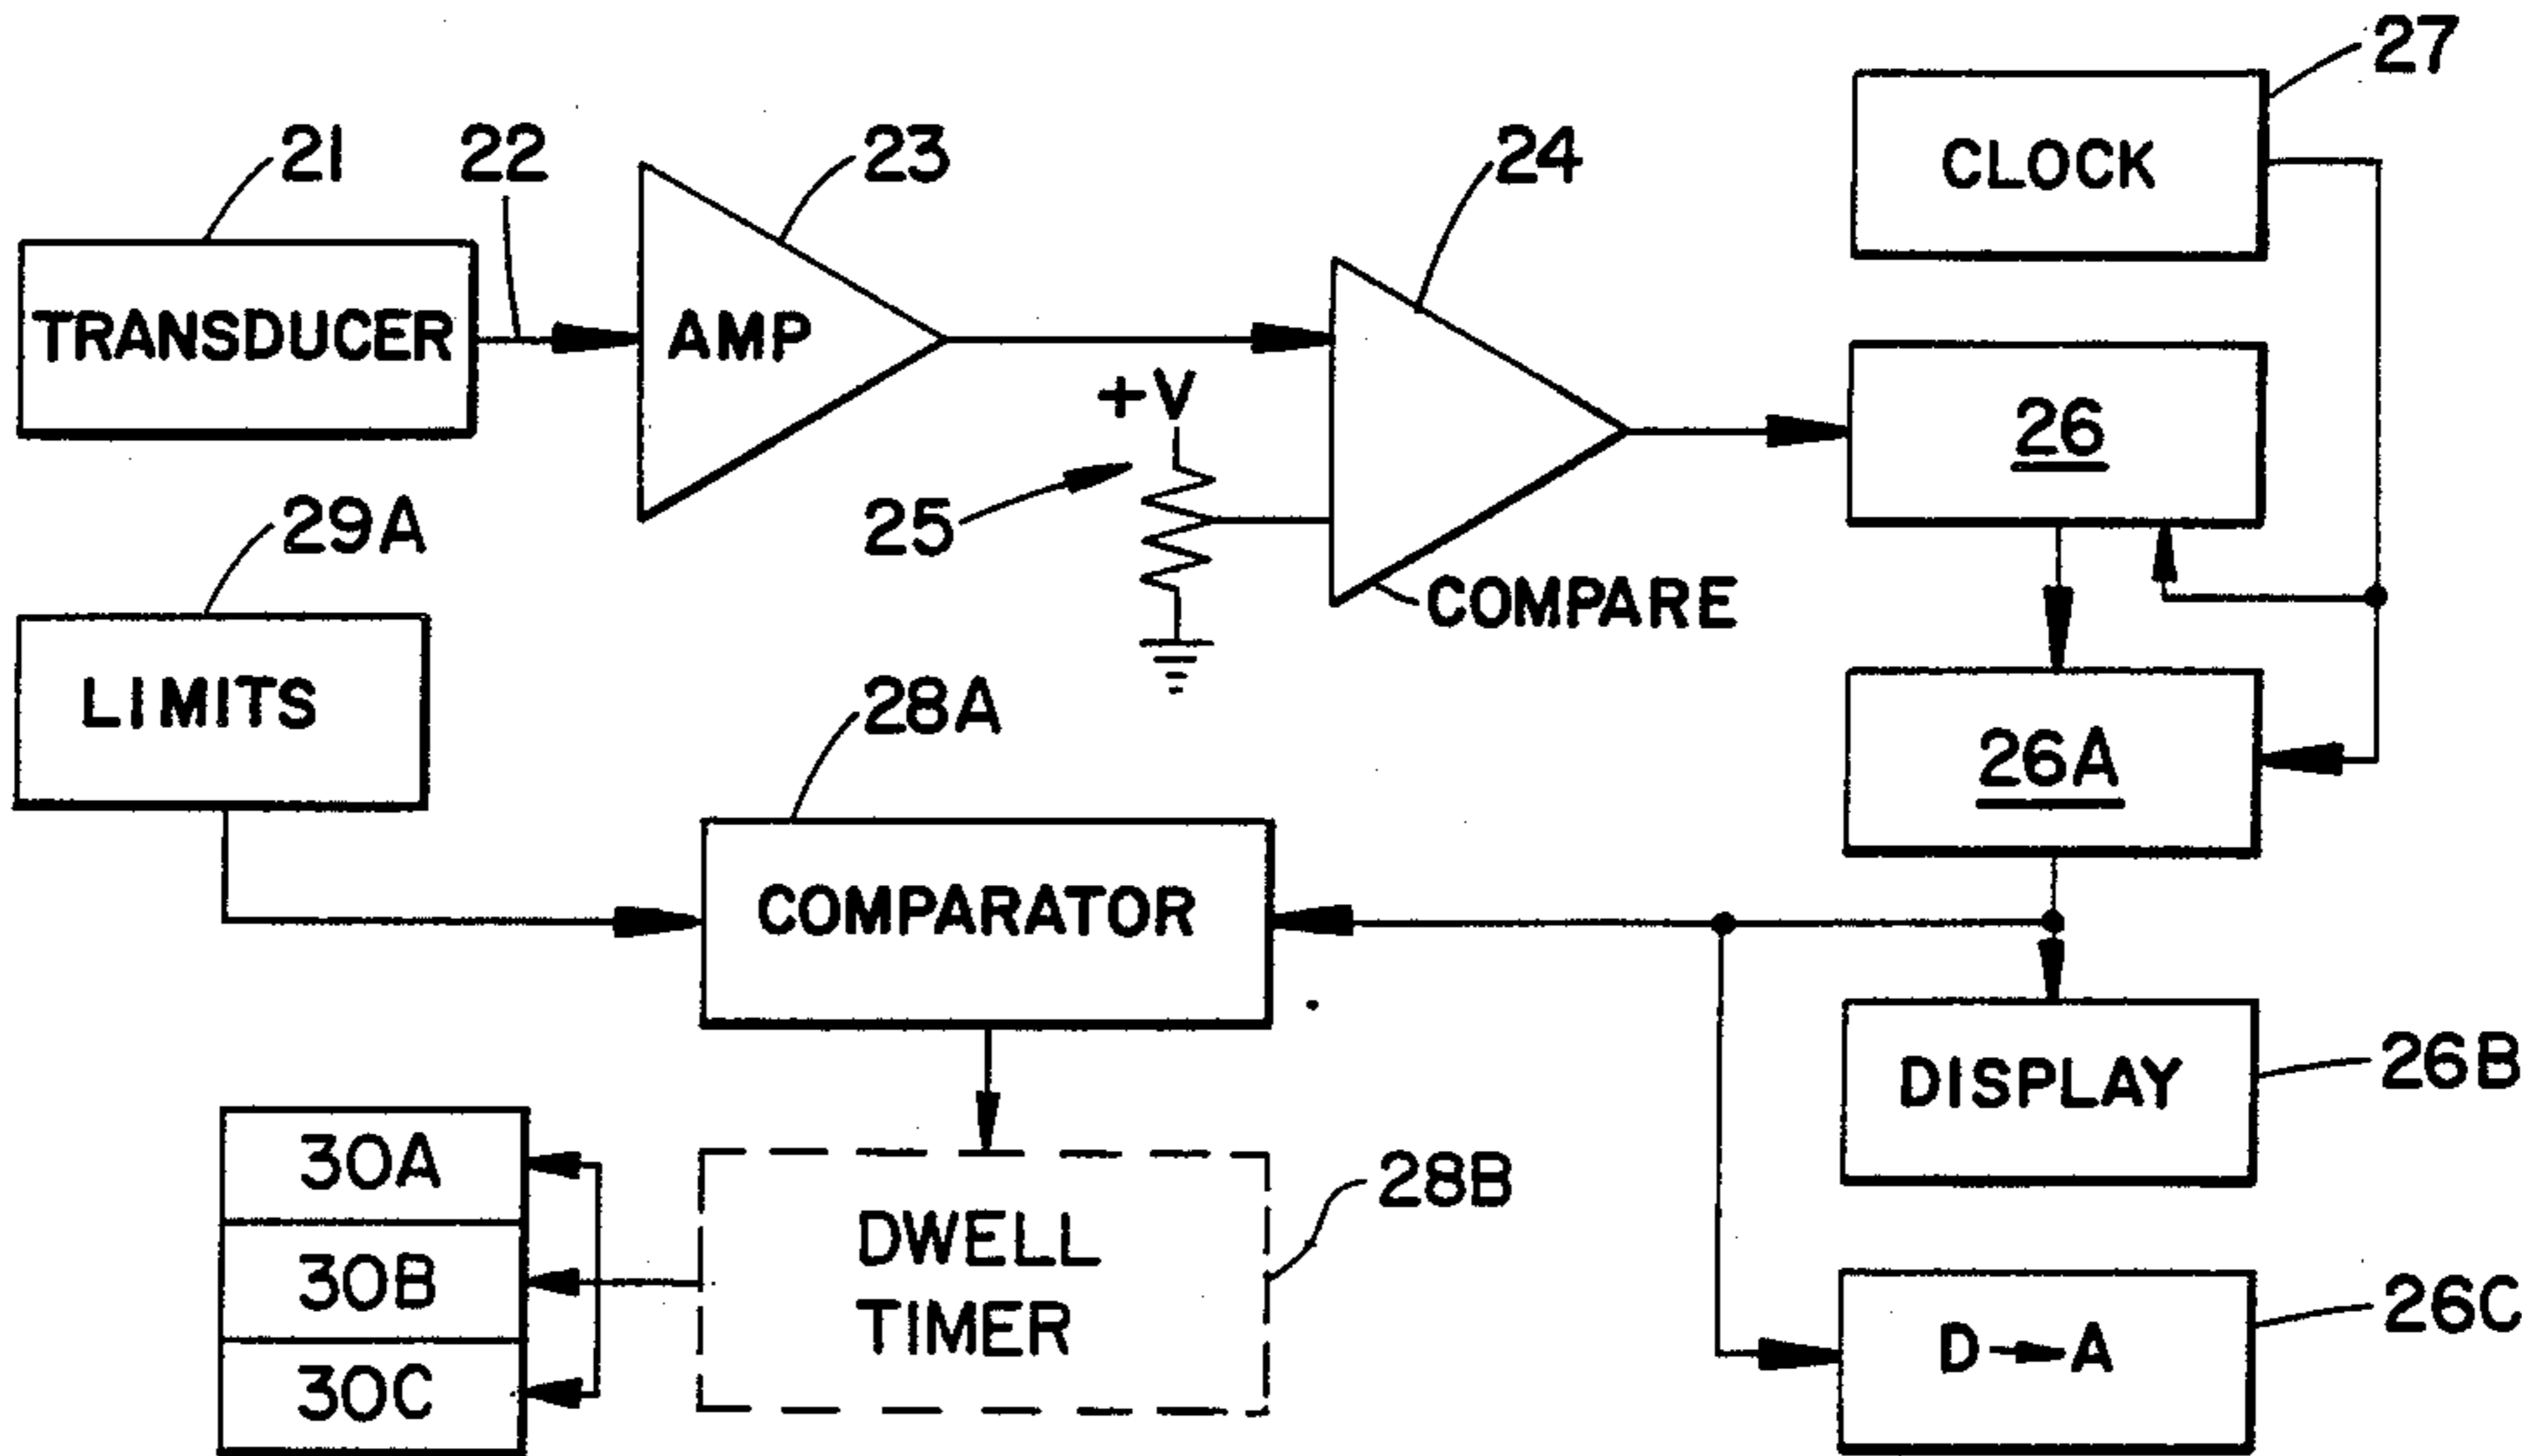 27
CLOCK
21
22
23
24
TRANSDUCER
AMP
+V
26
25
29A
COMPARE
LIMITS
28A
26A
COMPARATOR
DISPLAY
26B
30A
30B
30C
DWELL
TIMER
28B
D→A
26C